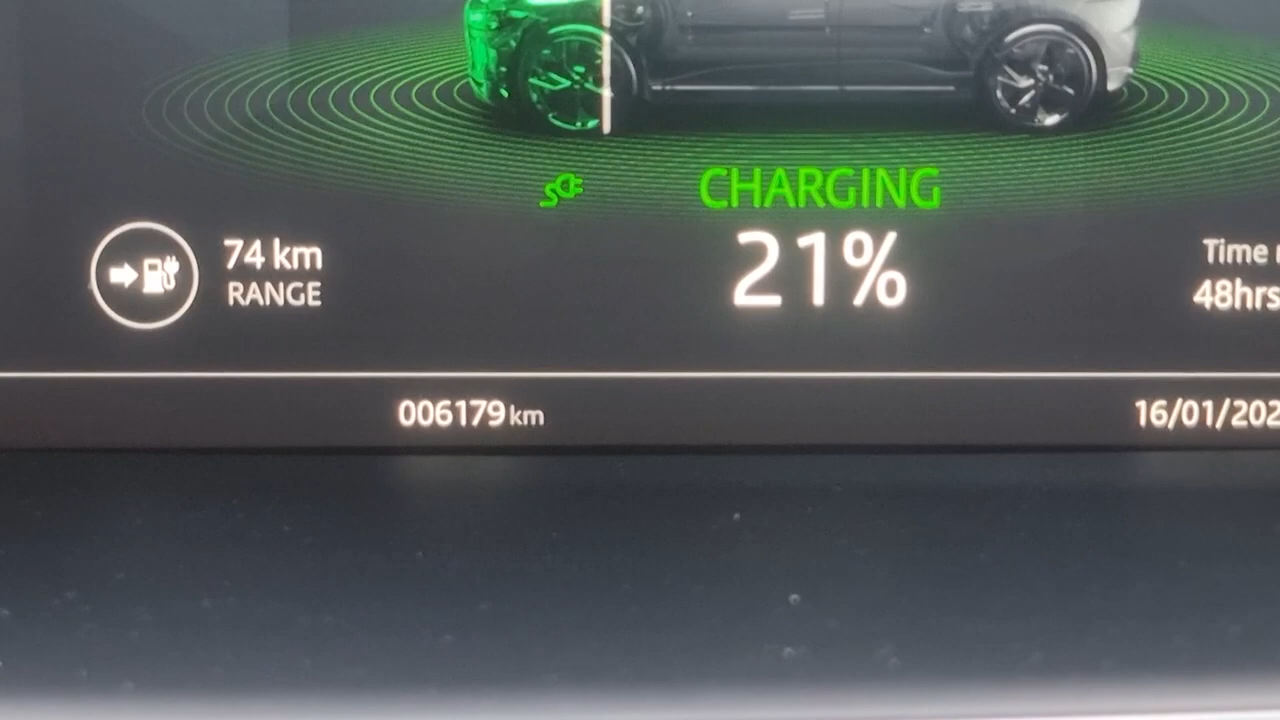 CHARGING
74 km
RANGE
21%
Time
48hrs
006179 km
16/01/202